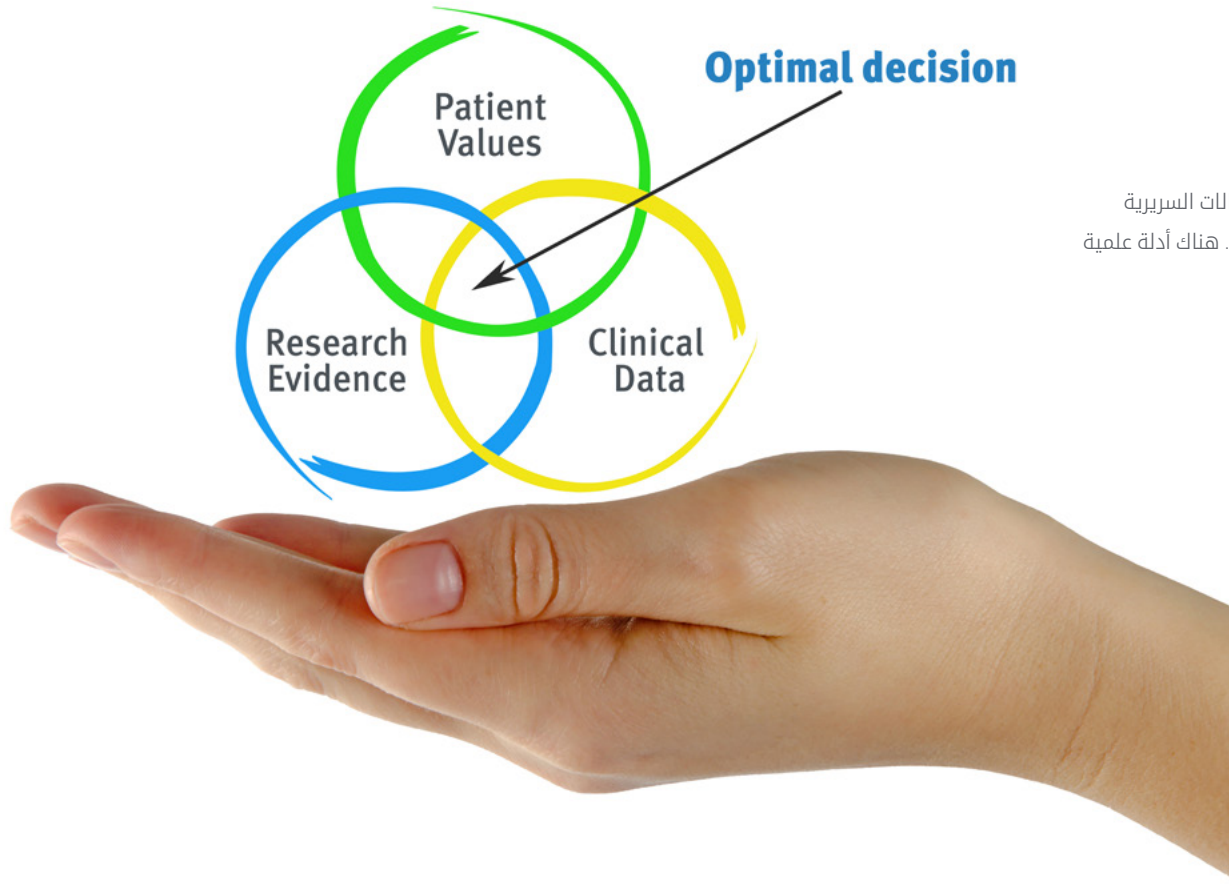 Optimal decision
Patient
Values
Research
Evidence
Clinical
Data
لات السريرية
. هناك أدلة علمية